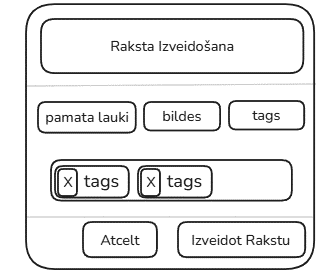 Raksta Izveidošana
pamata lauki bildes tags
X tags X tags
Atcelt Izveidot Rakstu